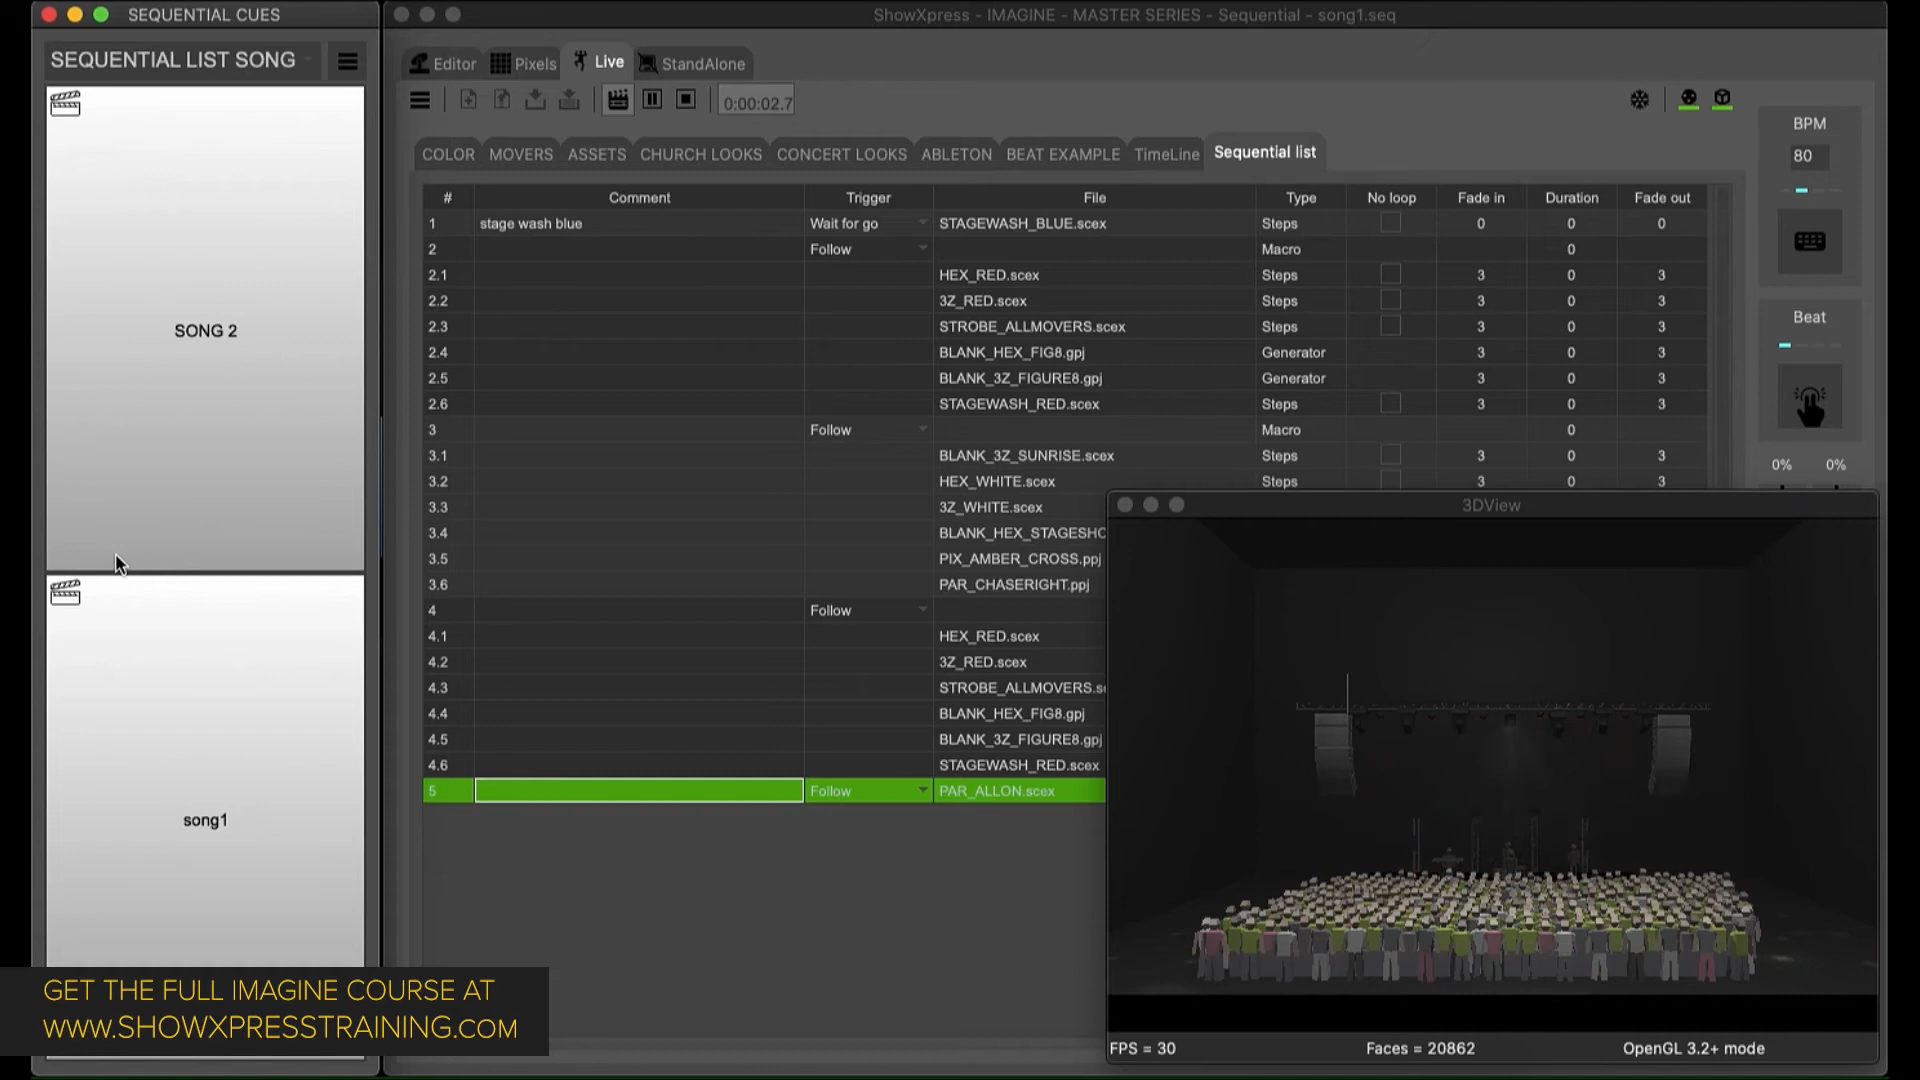 SEQUENTIAL CUES
SEQUENTIAL LIST SONG
SONG 2
song1
GET THE FULL IMAGINE COURSE AT
WWW.SHOWXPRESSTRAINING.COM
ShowXpress - IMAGINE - MASTER SERIES - Sequential - song1.seq
Editor Pixels Live StandAlone
0:00:02.7
COLOR MOVERS ASSETS CHURCH LOOKS CONCERT LOOKS ABLETON BEAT EXAMPLE TimeLine Sequential list
# Comment Trigger File Type No loop Fade in Duration Fade out
1 stage wash blue Wait for go STAGEWASH_BLUE.scex Steps 0 0 0
2 Follow Macro 0
2.1 HEX_RED.scex Steps 3 0 3
2.2 3Z_RED.scex Steps 3 0 3
2.3 STROBE_ALLMOVERS.scex Steps 3 0 3
2.4 BLANK_HEX_FIG8.gpj Generator 3 0 3
2.5 BLANK_3Z_FIGURE8.gpj Generator 3 0 3
2.6 STAGEWASH_RED.scex Steps 3 0 3
3 Follow Macro 0
3.1 BLANK_3Z_SUNRISE.scex Steps 3 0 3
3.2 HEX_WHITE.scex Steps 3 0 3
3.3 3Z_WHITE.scex
3.4 BLANK_HEX_STAGESHO
3.5 PIX_AMBER_CROSS.ppj
3.6 PAR_CHASERIGHT.ppj
4 Follow
4.1 HEX_RED.scex
4.2 3Z_RED.scex
4.3 STROBE_ALLMOVERS.s
4.4 BLANK_HEX_FIG8.gpj
4.5 BLANK_3Z_FIGURE8.gpj
4.6 STAGEWASH_RED.scex
5 Follow PAR_ALLON.scex
BPM
80
Beat
0% 0%
3DView
FPS = 30 Faces = 20862 OpenGL 3.2+ mode